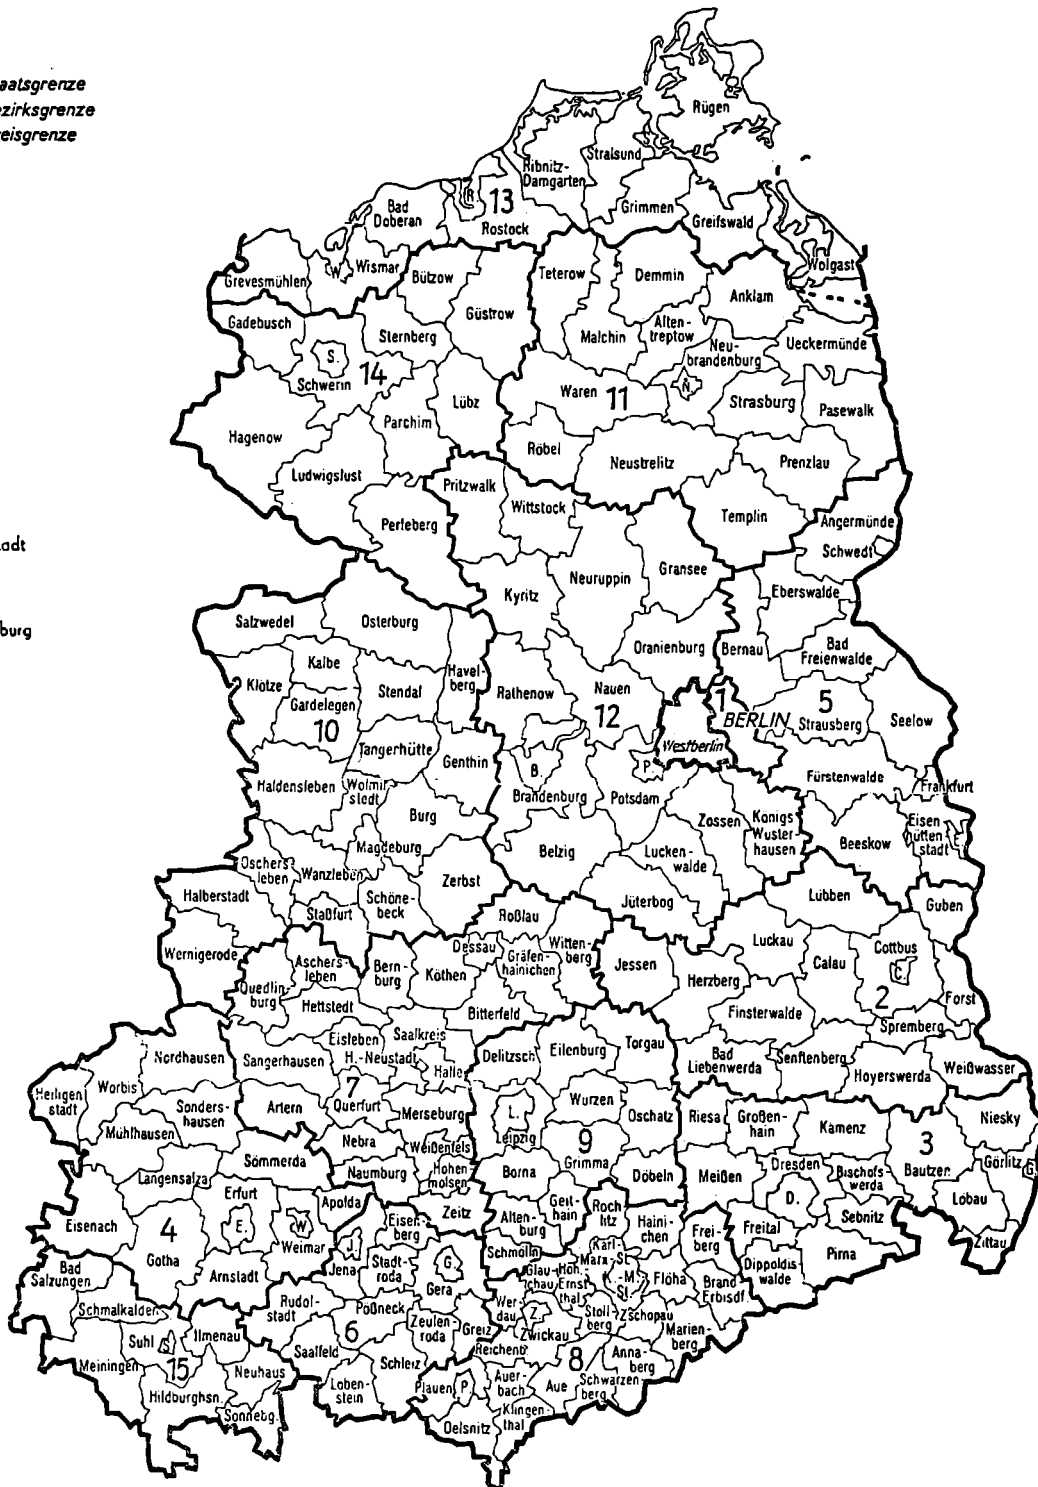 aatsgrenze
ezirksgrenze
eisgrenze
adt
burg
Rügen
Stralsund
Ribnitz-
Damgarten
R
13
Rostock
Bad
Doberan
Grimmen
Greifswald
Wolgast
Grevesmühlen
W
Wismar
Bützow
Güstrow
Teterow
Demmin
Anklam
Gadebusch
Sternberg
S.
Schwerin
14
Malchin
Alten-
treptow
Neu-
brandenburg
Ueckermünde
N
Waren
11
Strasburg
Pasewalk
Lübz
Parchim
Hagenow
Ludwigslust
Röbel
Neustrelitz
Prenzlau
Pritzwalk
Wittstock
Templin
Perleberg
Angermünde
Schwedt
Kyritz
Neuruppin
Gransee
Eberswalde
Salzwedel
Osterburg
Oranienburg
Bernau
Bad
Freienwalde
Kalbe
Klötze
Gardelegen
10
Stendal
Havel-
berg
Rathenow
Nauen
12
1
BERLIN
Westberlin
5
Strausberg
Seelow
Tangerhütte
Genthin
B.
Brandenburg
P.
Potsdam
Fürstenwalde
Frankfurt
Haldensleben
Wolmir
stedt
Burg
Zossen
Königs
Wuster-
hausen
Beeskow
Eisen
hütten
stadt
E.
Magdeburg
Belzig
Lucken-
walde
Oschers
leben
Wanzleben
Zerbst
Jüterbog
Lübben
Guben
Halberstadt
Staßfurt
Schöne-
beck
Roßlau
Wernigerode
Quedlin
burg
Aschers-
leben
Bern-
burg
Köthen
Dessau
Gräfen-
hainichen
Witten-
berg
Jessen
Herzberg
Luckau
Calau
Cottbus
C.
2
Forst
Hettstedt
Bitterfeld
Finsterwalde
Spremberg
Eisleben
Saalkreis
H.-Neustadt
Halle
Sangerhausen
Delitzsch
Eilenburg
Torgau
Bad
Liebenwerda
Senftenberg
Hoyerswerda
Weißwasser
Nordhausen
Worbis
Heiligen
stadt
Sonders-
hausen
Mühlhausen
Artern
7
Querfurt
Merseburg
L.
Leipzig
Wurzen
Oschatz
9
Grimma
Riesa
Großen-
hain
Kamenz
3
Bautzen
Niesky
Görlitz
G.
Nebra
Weißenfels
Naumburg
Hohen
mölsen
Sömmerda
Langensalza
Borna
Döbeln
Meißen
Dresden
D.
Bischofs-
werda
Löbau
Zittau
Sebnitz
Eisenach
4
Gotha
Erfurt
E.
W
Weimar
Apolda
Arnstadt
J.
Jena
Eisen-
berg
Zeitz
Stadt-
roda
G.
Gera
Alten-
burg
Geit-
hain
Roch
litz
Haini-
chen
Frei-
berg
Freital
Dippoldis
walde
Pirna
Schmölln
Glau-
chau
Hoh.
Ernst
thal
Karl-
Marx-St.
K.-M.-
St.
Flöha
Brand
Erbisdf.
Bad
Salzungen
Schmalkalden
Suhl
S.
15
Ilmenau
Rudol-
stadt
Pößneck
6
Saalfeld
Zeulen-
roda
Greiz
Wer-
dau
Z.
Zwickau
Reichenb.
Stoll-
berg
Zschopau
Marien-
berg
8
Anna-
berg
Meiningen
Hildburghsn.
Neuhaus
Sonnebg.
Loben-
stein
Schleiz
Plauen
P.
Auer-
bach
Aue
Schwarzen-
berg
Klingen-
thal
Oelsnitz